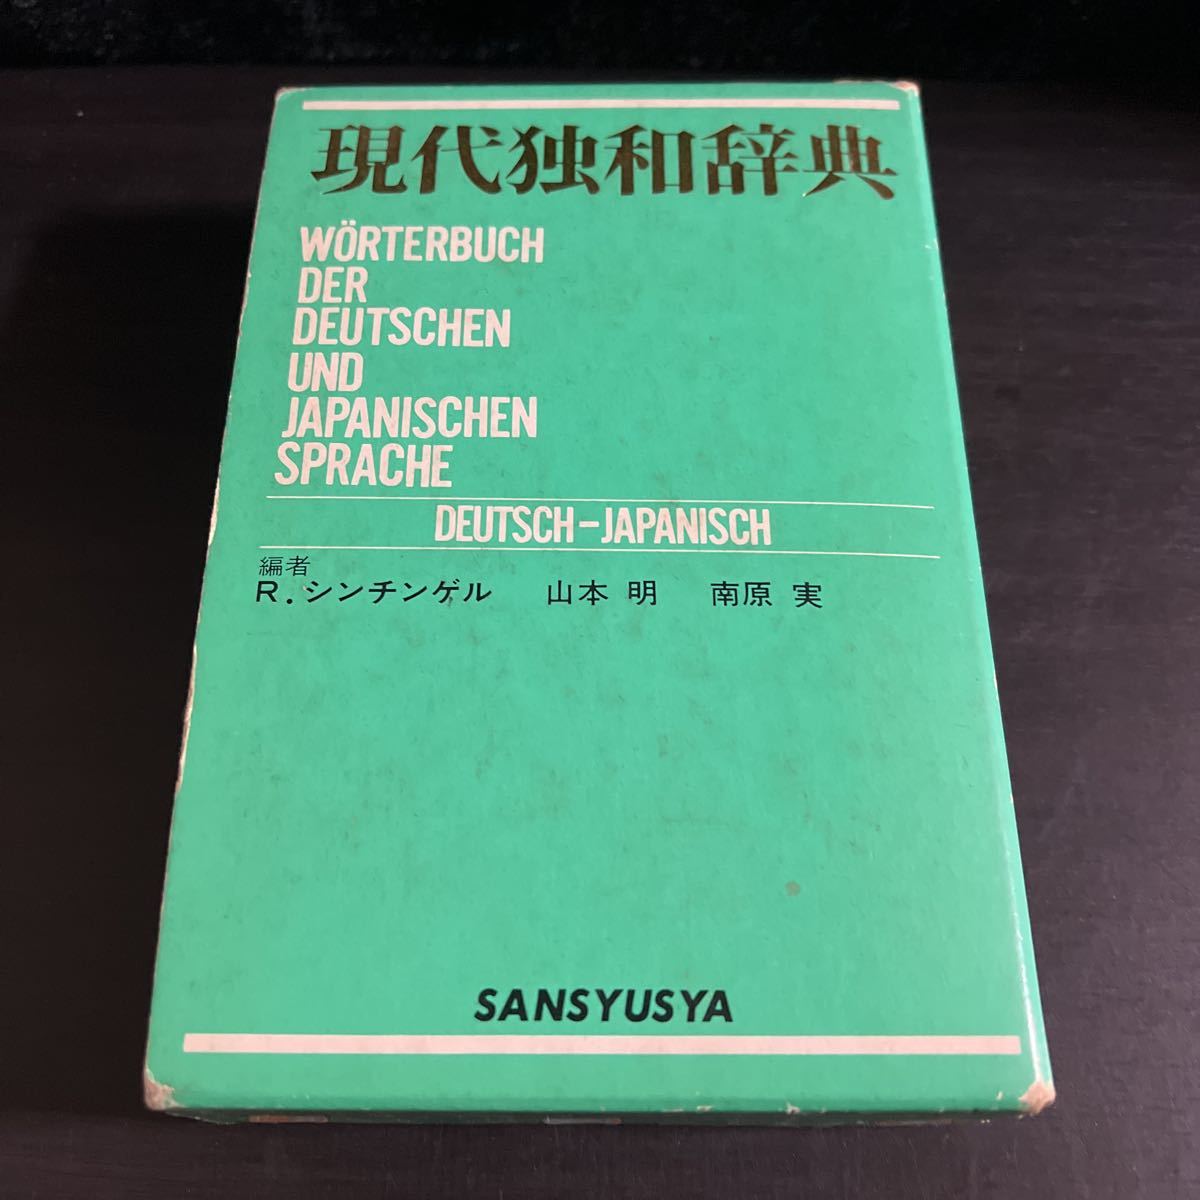 現代独和辞典
WÖRTERBUCH
DER
DEUTSCHEN
UND
JAPANISCHEN
SPRACHE
DEUTSCH-JAPANISCH
編者
R.シンチンゲル 山本 明 南原 実
SANSYUSYA